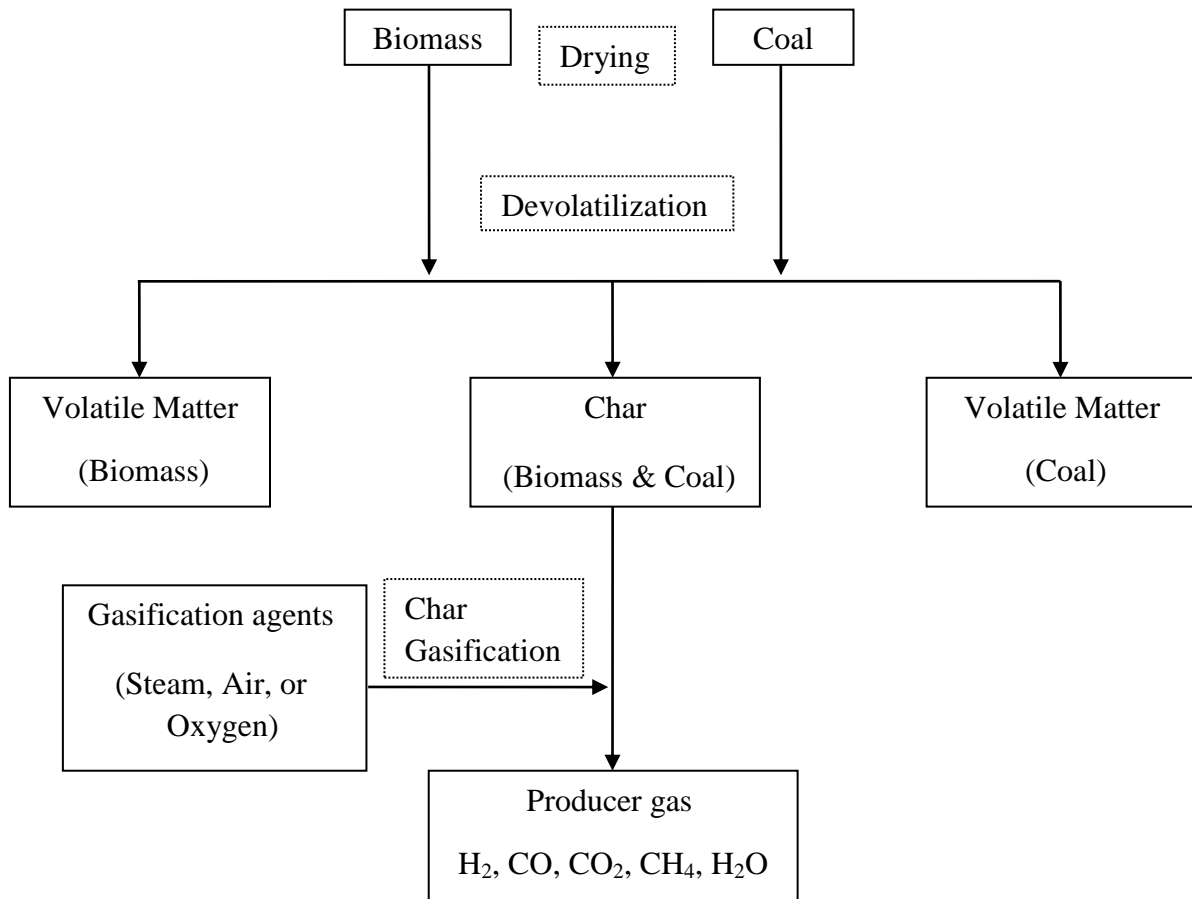 Biomass
Drying
Coal
Devolatilization
Volatile Matter
(Biomass)
Char
(Biomass & Coal)
Volatile Matter
(Coal)
Gasification agents
(Steam, Air, or
Oxygen)
Char
Gasification
Producer gas
H₂, CO, CO₂, CH₄, H₂O